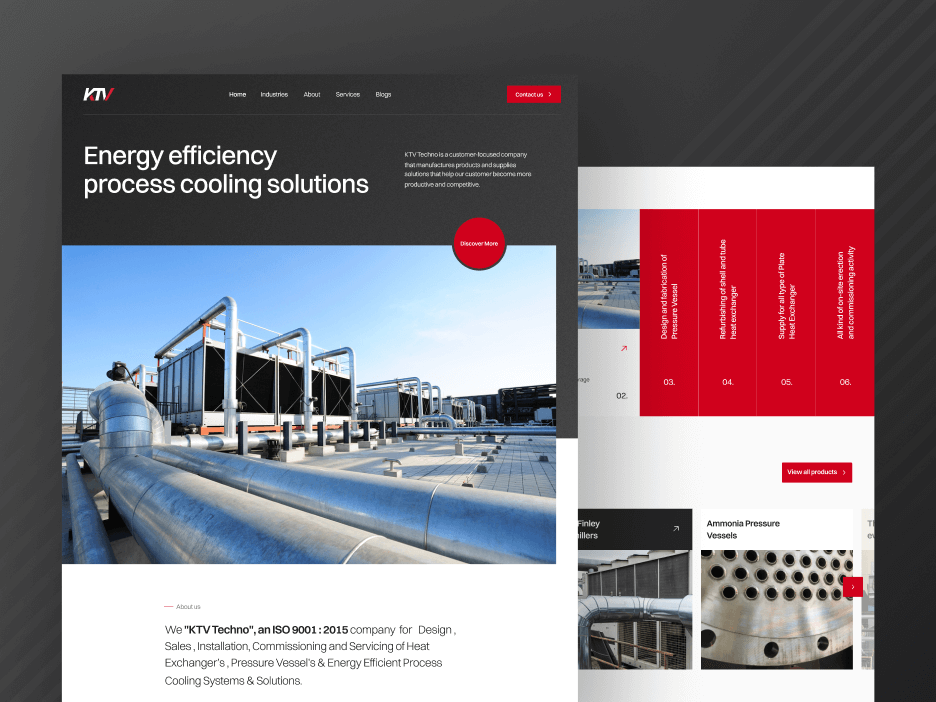 KTV
Home Industries About Services Blogs
Contact us
Energy efficiency
process cooling solutions
KTV Techno is a customer-focused company
that manufactures products and supplies
solutions that help our customer become more
productive and competitive.
Discover More
About us
We "KTV Techno", an ISO 9001 : 2015 company for Design ,
Sales , Installation, Commissioning and Servicing of Heat
Exchanger's , Pressure Vessel's & Energy Efficient Process
Cooling Systems & Solutions.
02.
Design and fabrication of
Pressure Vessel
03.
Refurbishing of shell and tube
heat exchanger
04.
Supply for all type of Plate
Heat Exchanger
05.
All kind of on-site erection
and commissioning activity
06.
View all products
Finley
Ammonia Pressure
Vessels